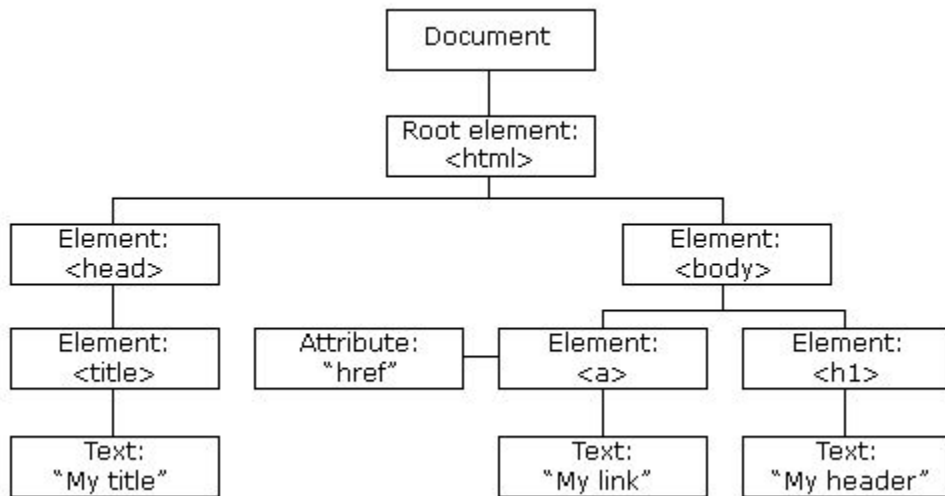 Document
Root element:
<html>
Element:
<head>
Element:
<body>
Element:
<title>
Attribute:
“href”
Element:
<a>
Element:
<h1>
Text:
“My title”
Text:
“My link”
Text:
“My header”